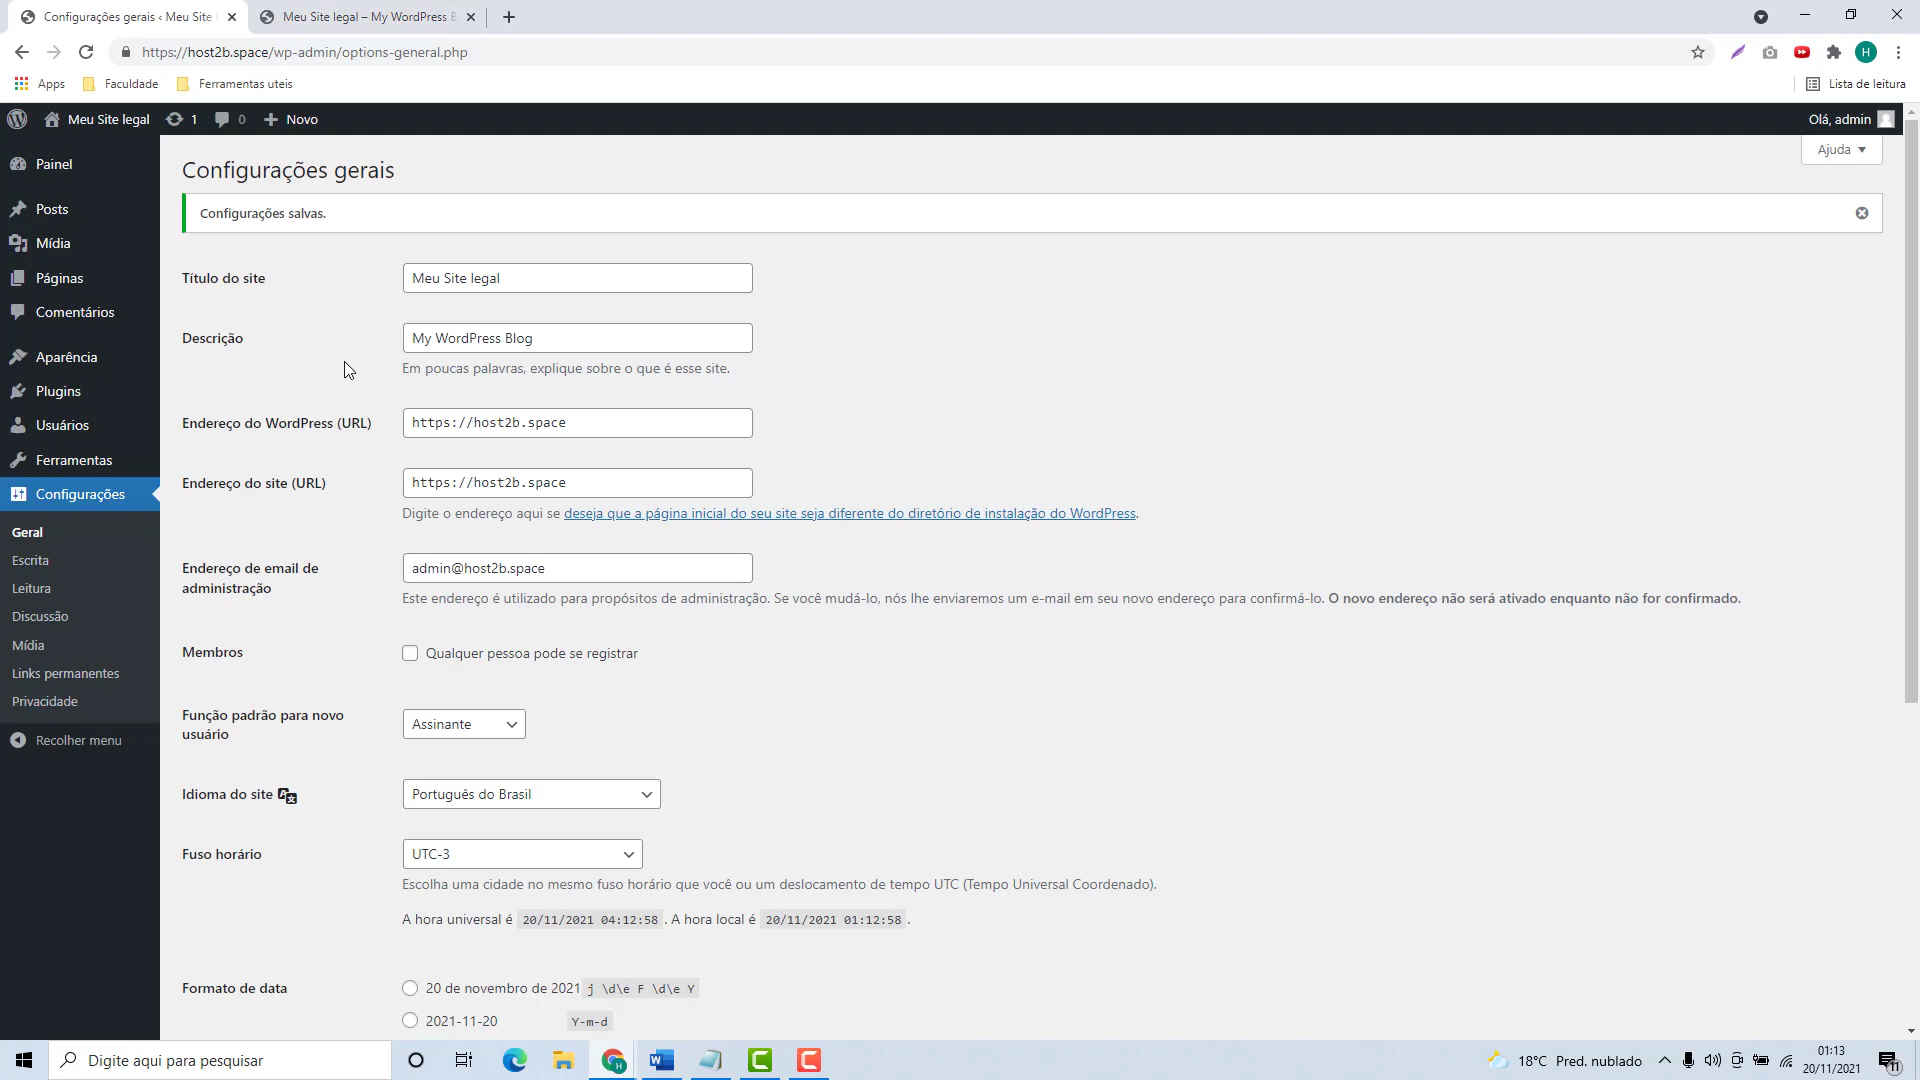 Configurações gerais ‹ Meu Site l
Meu Site legal – My WordPress B
https://host2b.space/wp-admin/options-general.php
H
Apps
Faculdade
Ferramentas uteis
Lista de leitura
Meu Site legal
1
0
Novo
Olá, admin
Ajuda
Painel
Posts
Mídia
Páginas
Comentários
Aparência
Plugins
Usuários
Ferramentas
Configurações
Geral
Escrita
Leitura
Discussão
Mídia
Links permanentes
Privacidade
Recolher menu
Configurações gerais
Configurações salvas.
Título do site
Meu Site legal
Descrição
My WordPress Blog
Em poucas palavras, explique sobre o que é esse site.
Endereço do WordPress (URL)
https://host2b.space
Endereço do site (URL)
https://host2b.space
Digite o endereço aqui se deseja que a página inicial do seu site seja diferente do diretório de instalação do WordPress.
Endereço de email de
administração
admin@host2b.space
Este endereço é utilizado para propósitos de administração. Se você mudá-lo, nós lhe enviaremos um e-mail em seu novo endereço para confirmá-lo. O novo endereço não será ativado enquanto não for confirmado.
Membros
Qualquer pessoa pode se registrar
Função padrão para novo
usuário
Assinante
Idioma do site
Português do Brasil
Fuso horário
UTC-3
Escolha uma cidade no mesmo fuso horário que você ou um deslocamento de tempo UTC (Tempo Universal Coordenado).
A hora universal é 20/11/2021 04:12:58 . A hora local é 20/11/2021 01:12:58 .
Formato de data
20 de novembro de 2021 j \d\e F \d\e Y
2021-11-20 Y-m-d
Digite aqui para pesquisar
18°C Pred. nublado
01:13
20/11/2021
11